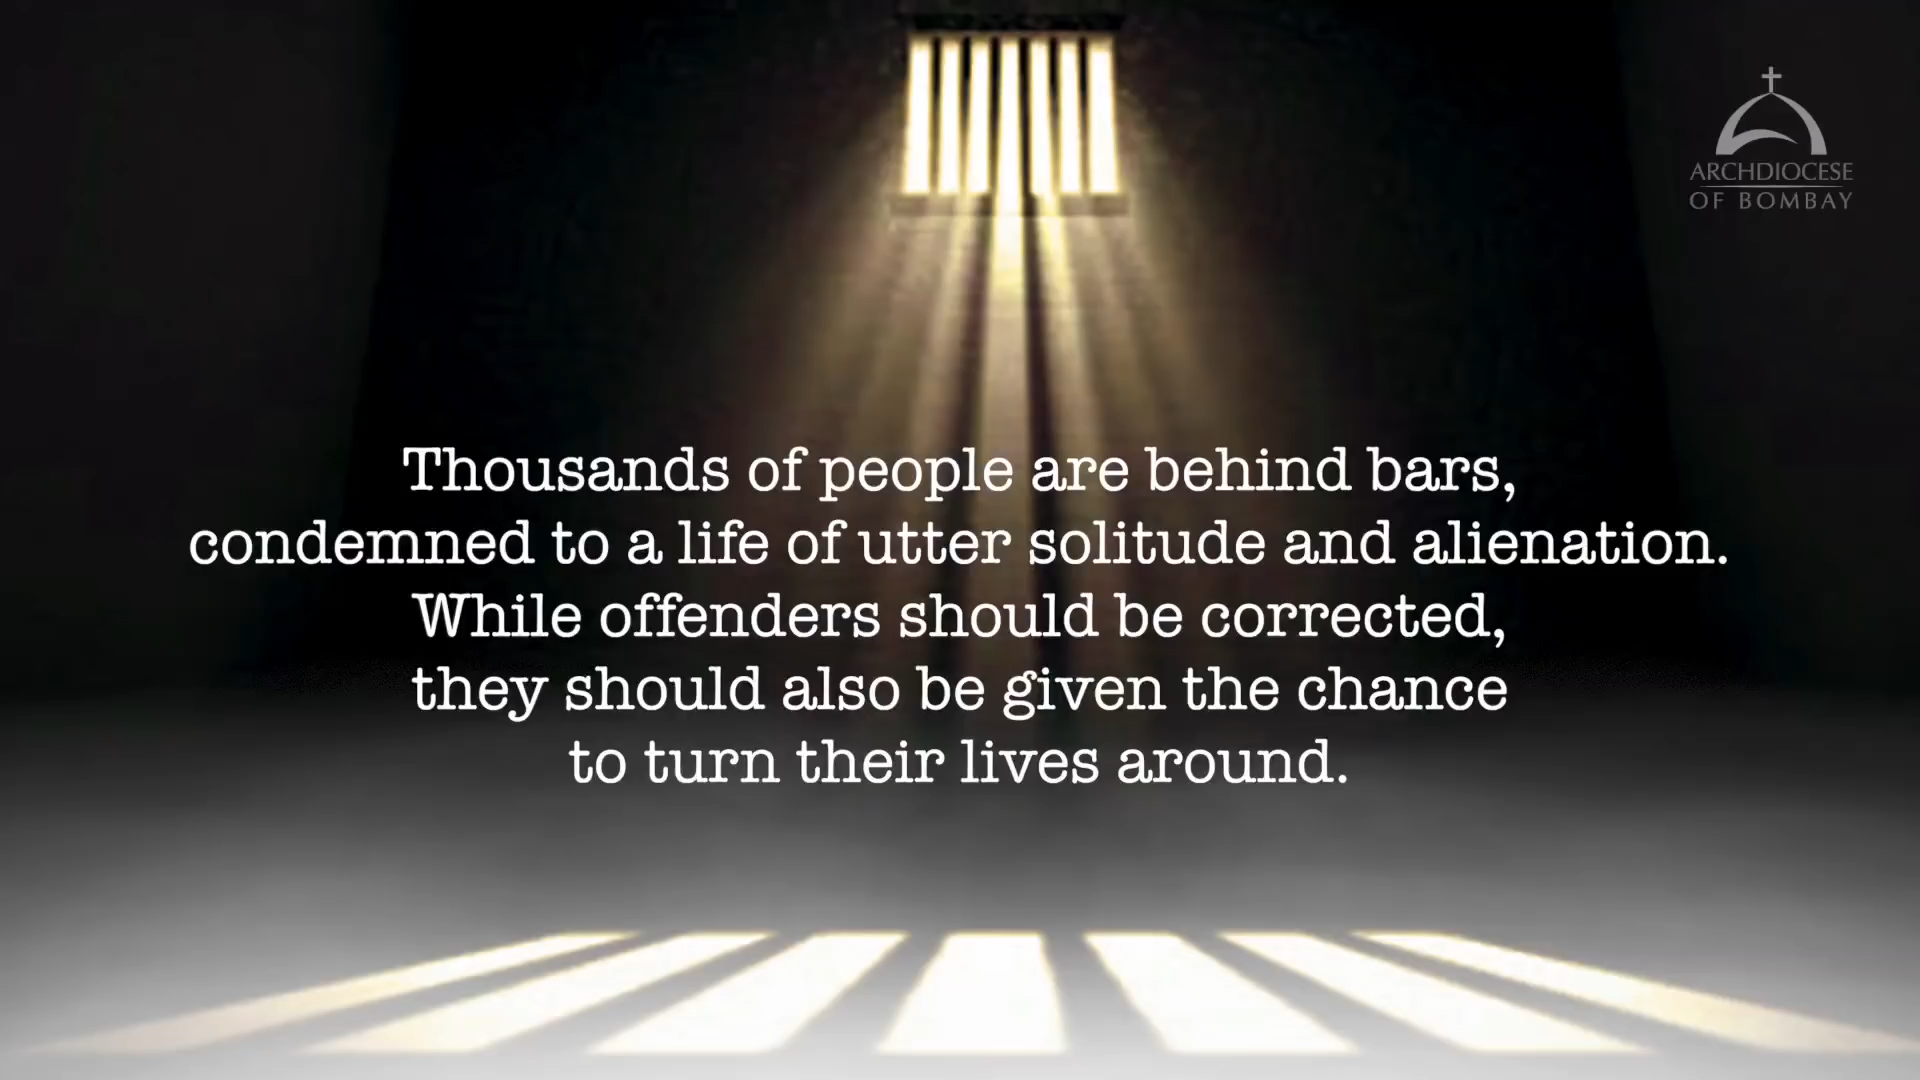 ARCHDIOCESE
OF BOMBAY
Thousands of people are behind bars,
condemned to a life of utter solitude and alienation.
While offenders should be corrected,
they should also be given the chance
to turn their lives around.